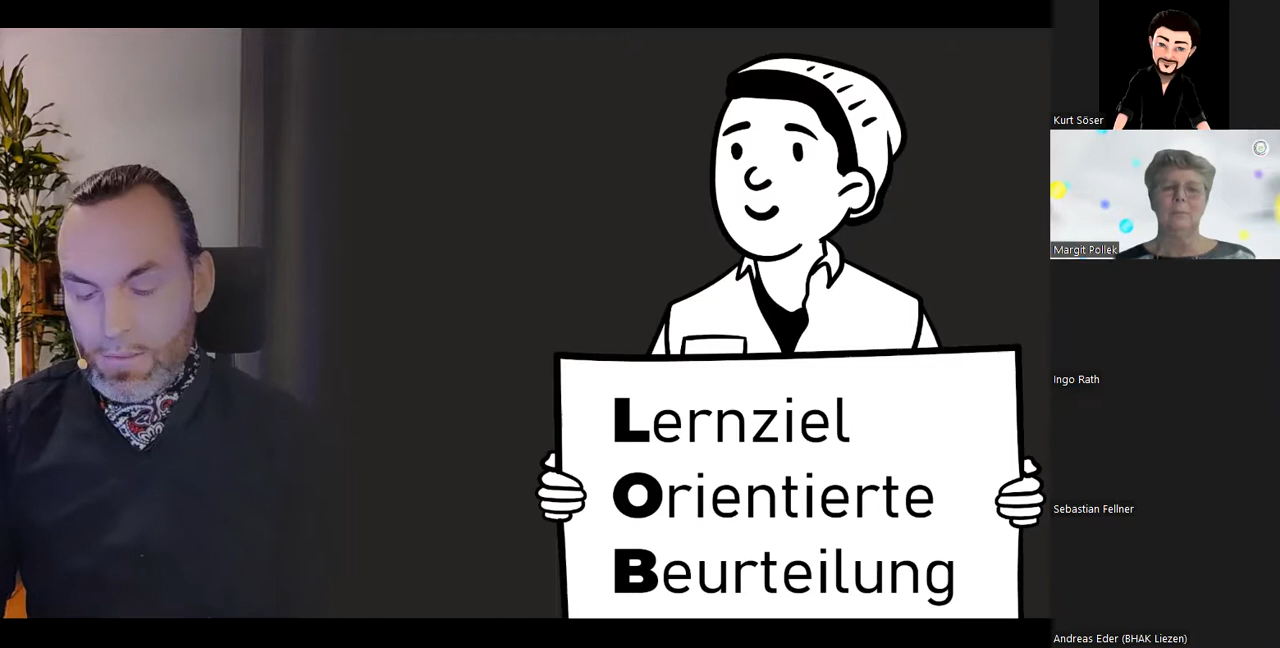 Lernziel
Orientierte
Beurteilung
Kurt Söser
Margit Pollek
Ingo Rath
Sebastian Fellner
Andreas Eder (BHAK Liezen)